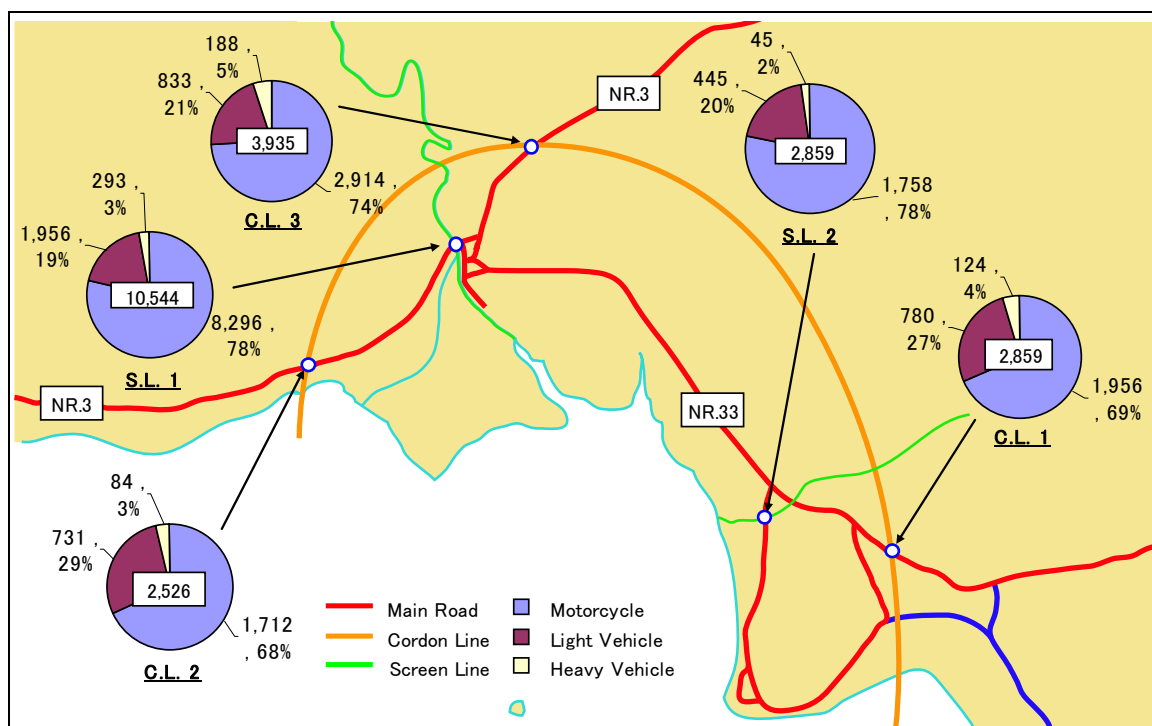 188 ,
5%
833 ,
21%
3,935
2,914 ,
74%
C.L. 3
NR.3
45 ,
2%
445 ,
20%
2,859
1,758
, 78%
S.L. 2
293 ,
3%
1,956 ,
19%
10,544
8,296 ,
78%
S.L. 1
124 ,
4%
780 ,
27%
2,859
1,956
, 69%
C.L. 1
NR.3
NR.33
84 ,
3%
731 ,
29%
2,526
1,712
, 68%
C.L. 2
Main Road
Cordon Line
Screen Line
Motorcycle
Light Vehicle
Heavy Vehicle